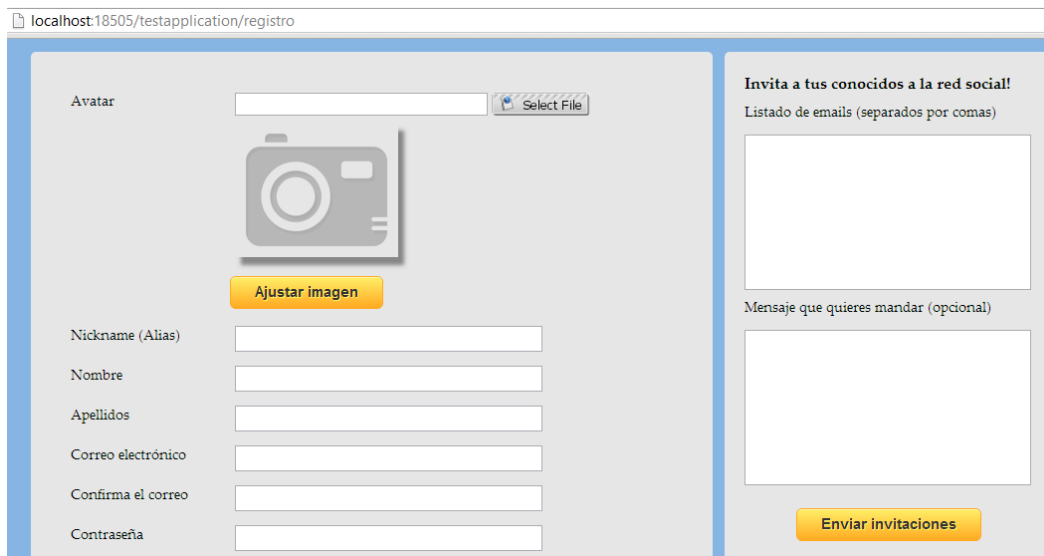 localhost:18505/testapplication/registro
Avatar
Select File
Ajustar imagen
Nickname (Alias)
Nombre
Apellidos
Correo electrónico
Confirma el correo
Contraseña
Invita a tus conocidos a la red social!
Listado de emails (separados por comas)
Mensaje que quieres mandar (opcional)
Enviar invitaciones